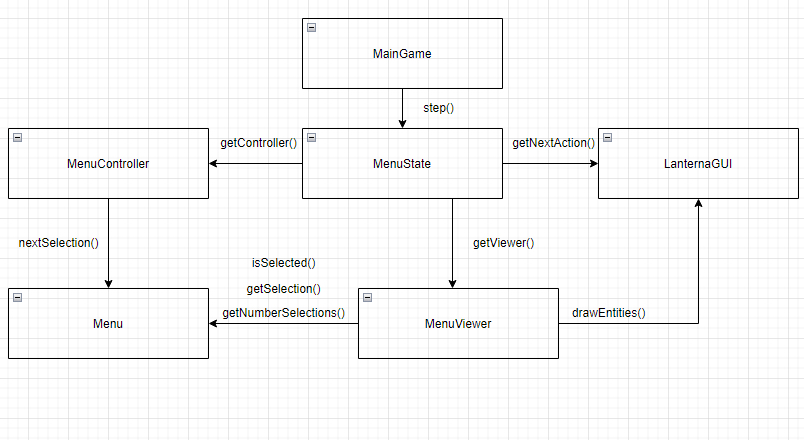 MainGame
step()
getController()
getNextAction()
MenuController
MenuState
LanternaGUI
nextSelection()
getViewer()
isSelected()
getSelection()
getNumberSelections()
drawEntities()
Menu
MenuViewer